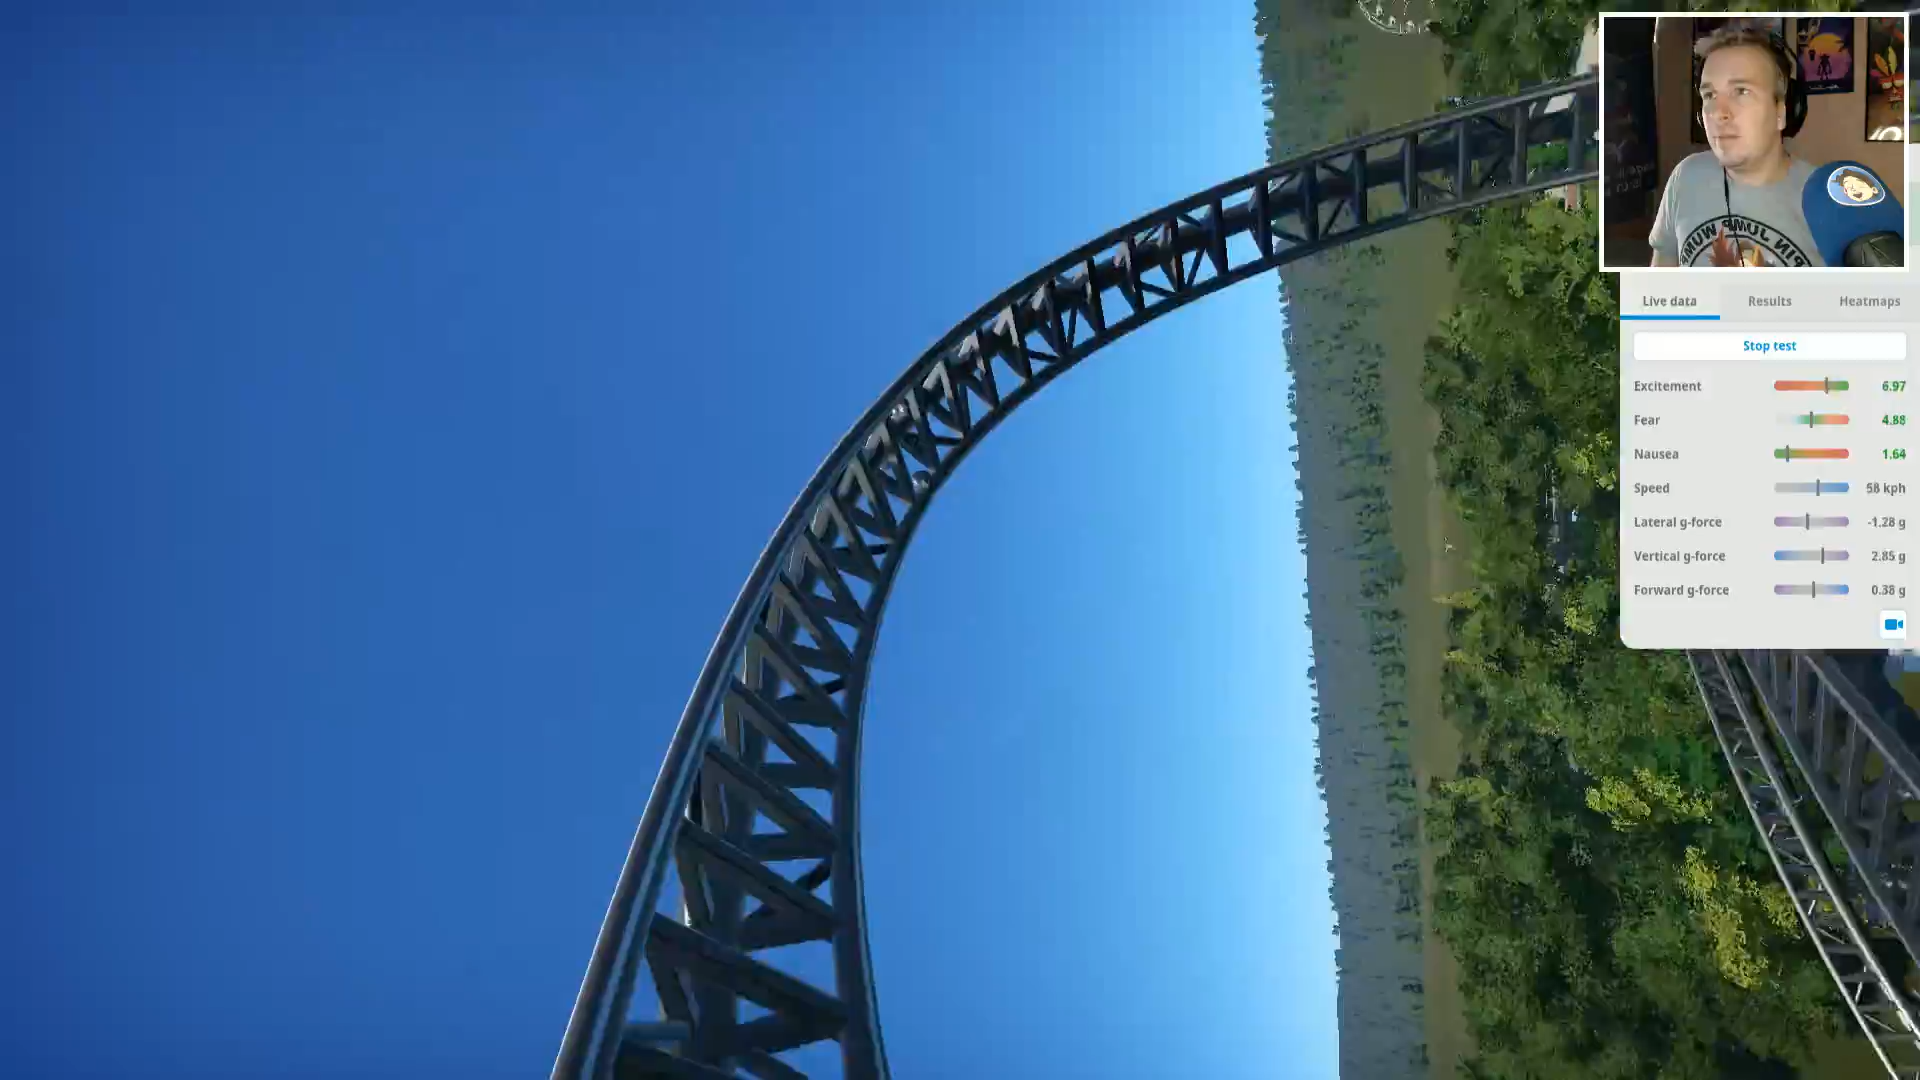 Live data Results Heatmaps
Stop test
Excitement 6.97
Fear 4.88
Nausea 1.64
Speed 58 kph
Lateral g-force -1.28 g
Vertical g-force 2.85 g
Forward g-force 0.38 g